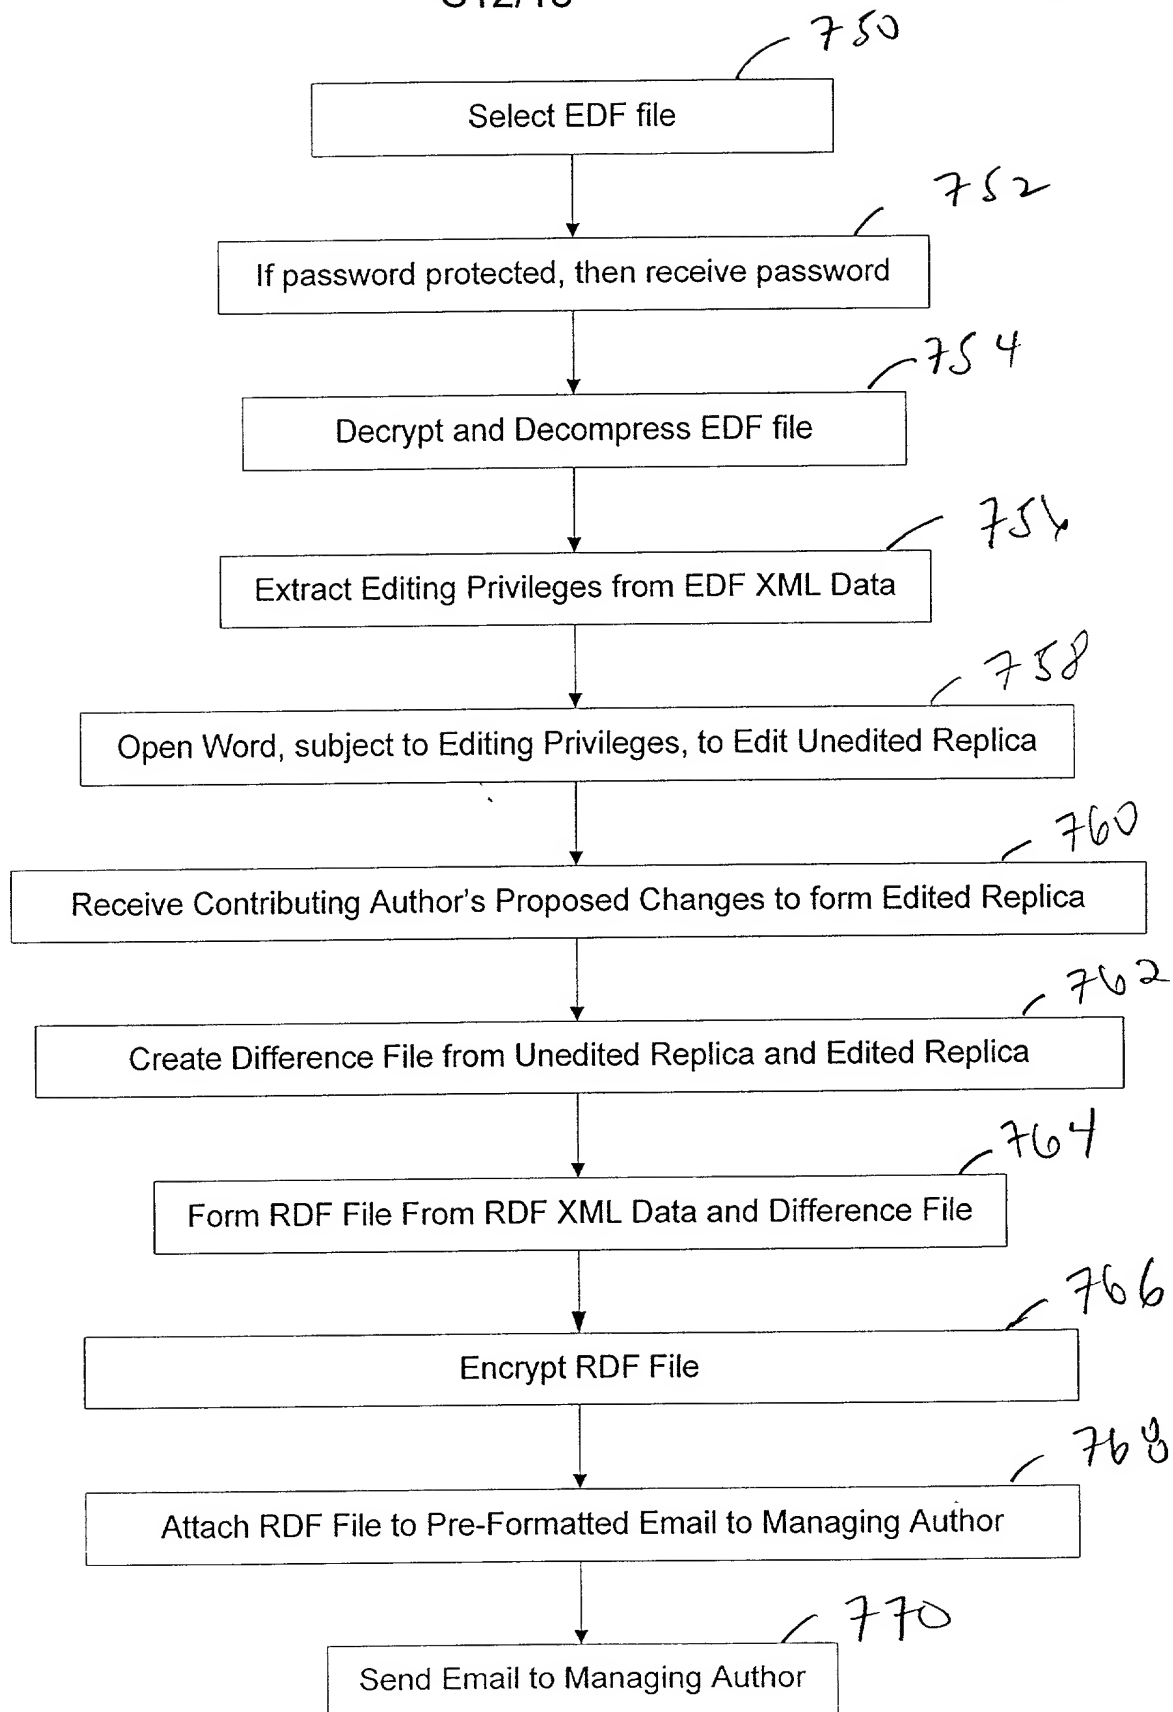 750
Select EDF file
752
If password protected, then receive password
754
Decrypt and Decompress EDF file
756
Extract Editing Privileges from EDF XML Data
758
Open Word, subject to Editing Privileges, to Edit Unedited Replica
760
Receive Contributing Author's Proposed Changes to form Edited Replica
762
Create Difference File from Unedited Replica and Edited Replica
764
Form RDF File From RDF XML Data and Difference File
766
Encrypt RDF File
768
Attach RDF File to Pre-Formatted Email to Managing Author
770
Send Email to Managing Author